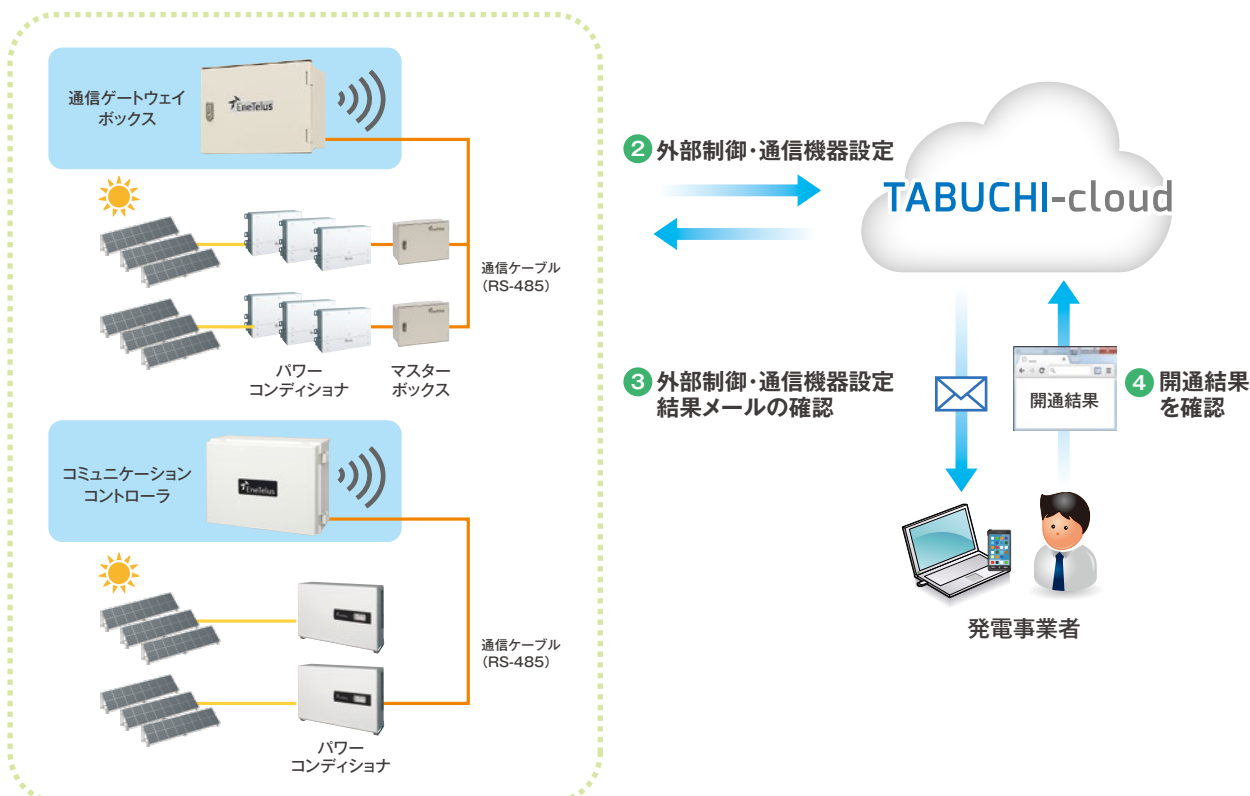 通信ゲートウェイ
ボックス
EneTelus
通信ケーブル
(RS-485)
パワー
コンディショナ
マスター
ボックス
コミュニケーション
コントローラ
EneTelus
通信ケーブル
(RS-485)
パワー
コンディショナ
2 外部制御・通信機器設定
TABUCHI-cloud
3 外部制御・通信機器設定
結果メールの確認
開通結果
4 開通結果
を確認
発電事業者